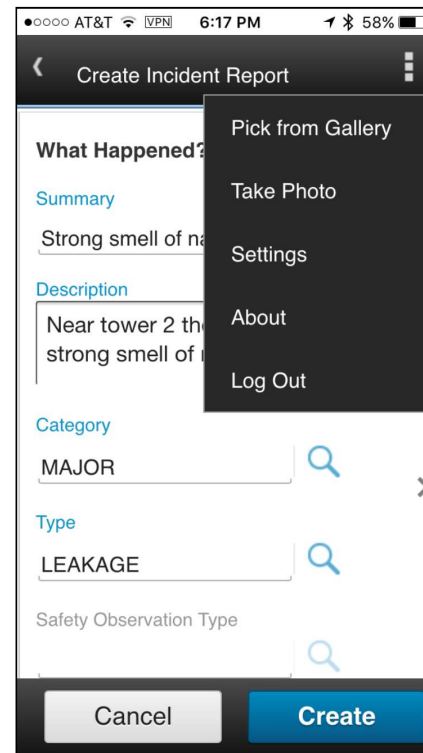 AT&T VPN 6:17 PM 58%
Create Incident Report
Pick from Gallery
What Happened?
Take Photo
Summary
Strong smell of
Settings
Description
Near tower 2
About
strong smell of
Log Out
Category
MAJOR
Type
LEAKAGE
Safety Observation Type
Cancel Create